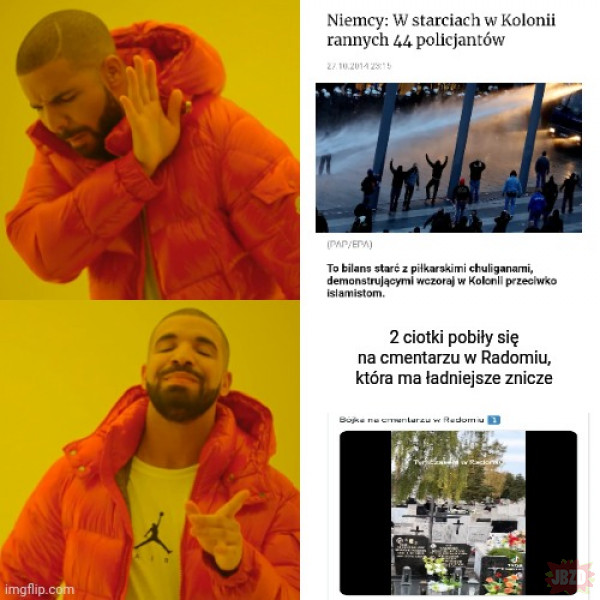 Niemcy: W starciach w Kolonii
rannych 44 policjantów
27.10.2014 23:15
(PAP/EPA)
To bilans starć z piłkarskimi chuliganami,
demonstrującymi wczoraj w Kolonii przeciwko
islamistom.
2 ciotki pobiły się
na cmentarzu w Radomiu,
która ma ładniejsze znicze
Bójka na cmentarzu w Radomiu
JBZD
imgflip.com